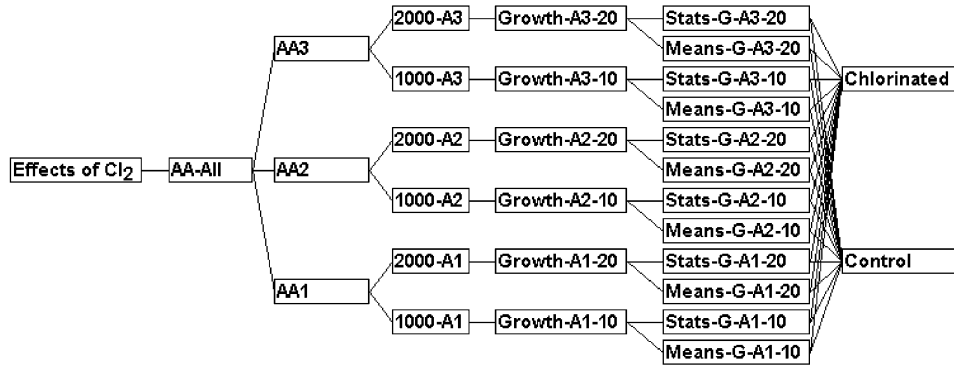 Effects of Cl₂
AA-All
AA3
AA2
AA1
2000-A3
1000-A3
2000-A2
1000-A2
2000-A1
1000-A1
Growth-A3-20
Growth-A3-10
Growth-A2-20
Growth-A2-10
Growth-A1-20
Growth-A1-10
Stats-G-A3-20
Means-G-A3-20
Stats-G-A3-10
Means-G-A3-10
Stats-G-A2-20
Means-G-A2-20
Stats-G-A2-10
Means-G-A2-10
Stats-G-A1-20
Means-G-A1-20
Stats-G-A1-10
Means-G-A1-10
Chlorinated
Control